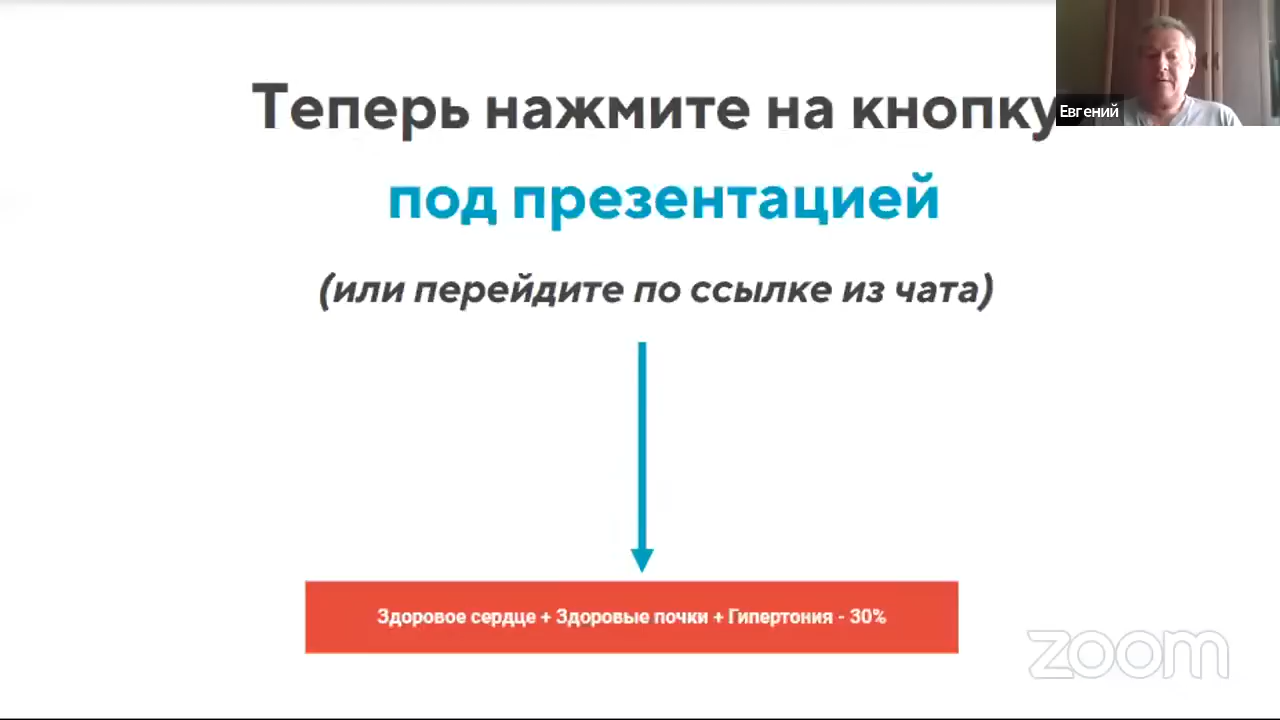 Теперь нажмите на кнопку
Евгений
под презентацией
(или перейдите по ссылке из чата)
Здоровое сердце + Здоровые почки + Гипертония - 30%
zoom